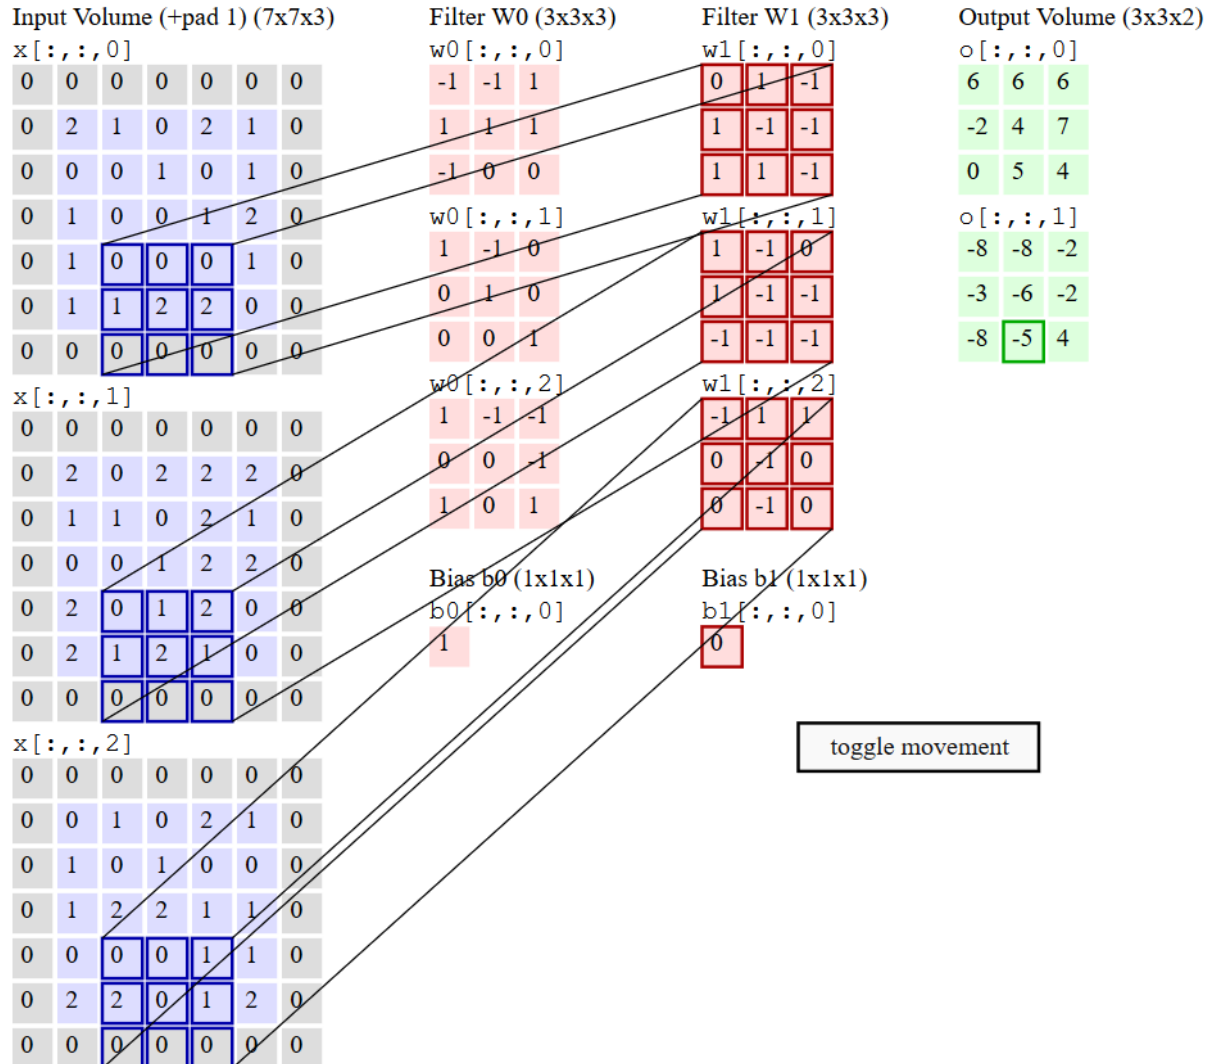 Input Volume (+pad 1) (7x7x3)
x[:,:,0]
0 0 0 0 0 0 0
0 2 1 0 2 1 0
0 0 0 1 0 1 0
0 1 0 0 1 2 0
0 1 0 0 0 1 0
0 1 1 2 2 0 0
0 0 0 0 0 0 0
x[:,:,1]
0 0 0 0 0 0 0
0 2 0 2 2 2 0
0 1 1 0 2 1 0
0 0 0 1 2 2 0
0 2 0 1 2 0 0
0 2 1 2 1 0 0
0 0 0 0 0 0 0
x[:,:,2]
0 0 0 0 0 0 0
0 0 1 0 2 1 0
0 1 0 1 0 0 0
0 1 2 2 1 1 0
0 0 0 0 1 1 0
0 2 2 0 1 2 0
0 0 0 0 0 0 0
Filter W0 (3x3x3)
w0[:,:,0]
-1 -1 1
1 1 1
-1 0 0
w0[:,:,1]
1 -1 0
0 1 0
0 0 1
w0[:,:,2]
1 -1 -1
0 0 -1
1 0 1
Bias b0 (1x1x1)
b0[:,:,0]
1
Filter W1 (3x3x3)
w1[:,:,0]
0 1 -1
1 -1 -1
1 1 -1
w1[:,:,1]
1 -1 0
1 -1 -1
-1 -1 -1
w1[:,:,2]
-1 1 1
0 -1 0
0 -1 0
Bias b1 (1x1x1)
b1[:,:,0]
0
Output Volume (3x3x2)
o[:,:,0]
6 6 6
-2 4 7
0 5 4
o[:,:,1]
-8 -8 -2
-3 -6 -2
-8 -5 4
toggle movement